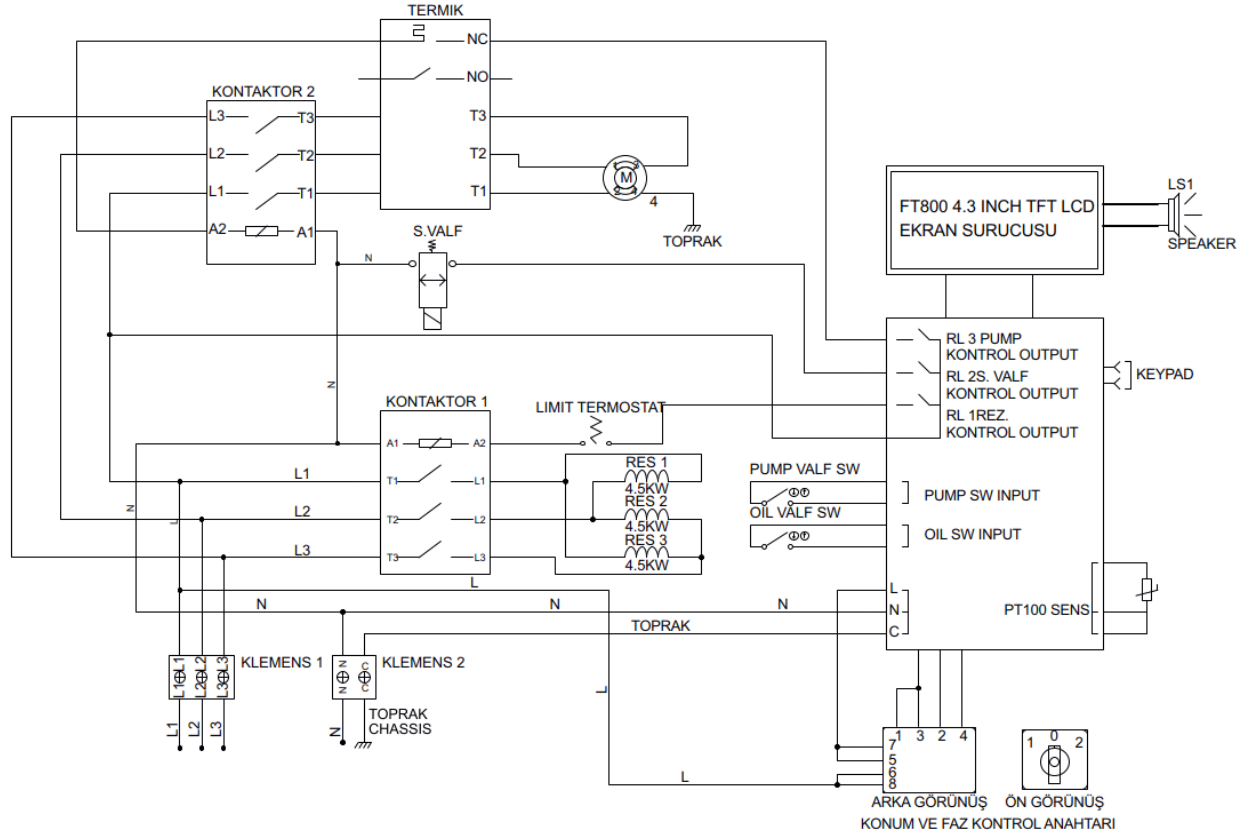 TERMIK
NC
NO
T3
T2
T1
KONTAKTOR 2
L3
T3
L2
T2
L1
T1
A2
A1
1 3
M
2 4
4
TOPRAK
S.VALF
N
N
FT800 4.3 INCH TFT LCD
EKRAN SURUCUSU
LS1
SPEAKER
RL 3 PUMP
KONTROL OUTPUT
RL 2S. VALF
KONTROL OUTPUT
RL 1REZ.
KONTROL OUTPUT
KEYPAD
KONTAKTOR 1
A1
A2
T1
L1
T2
L2
T3
L3
LIMIT TERMOSTAT
RES 1
4.5KW
RES 2
4.5KW
RES 3
4.5KW
PUMP VALF SW
OIL VALF SW
PUMP SW INPUT
OIL SW INPUT
PT100 SENS
L
N
C
L1
L2
L3
N
L
L
N
N
N
TOPRAK
KLEMENS 1
L1 L2 L3
L1 L2 L3
L1
L2
L3
KLEMENS 2
N C
N C
N
TOPRAK
CHASSIS
L
L
1 3 2 4
7
5
6
8
ARKA GÖRÜNÜŞ
1 0 2
ÖN GÖRÜNÜŞ
KONUM VE FAZ KONTROL ANAHTARI